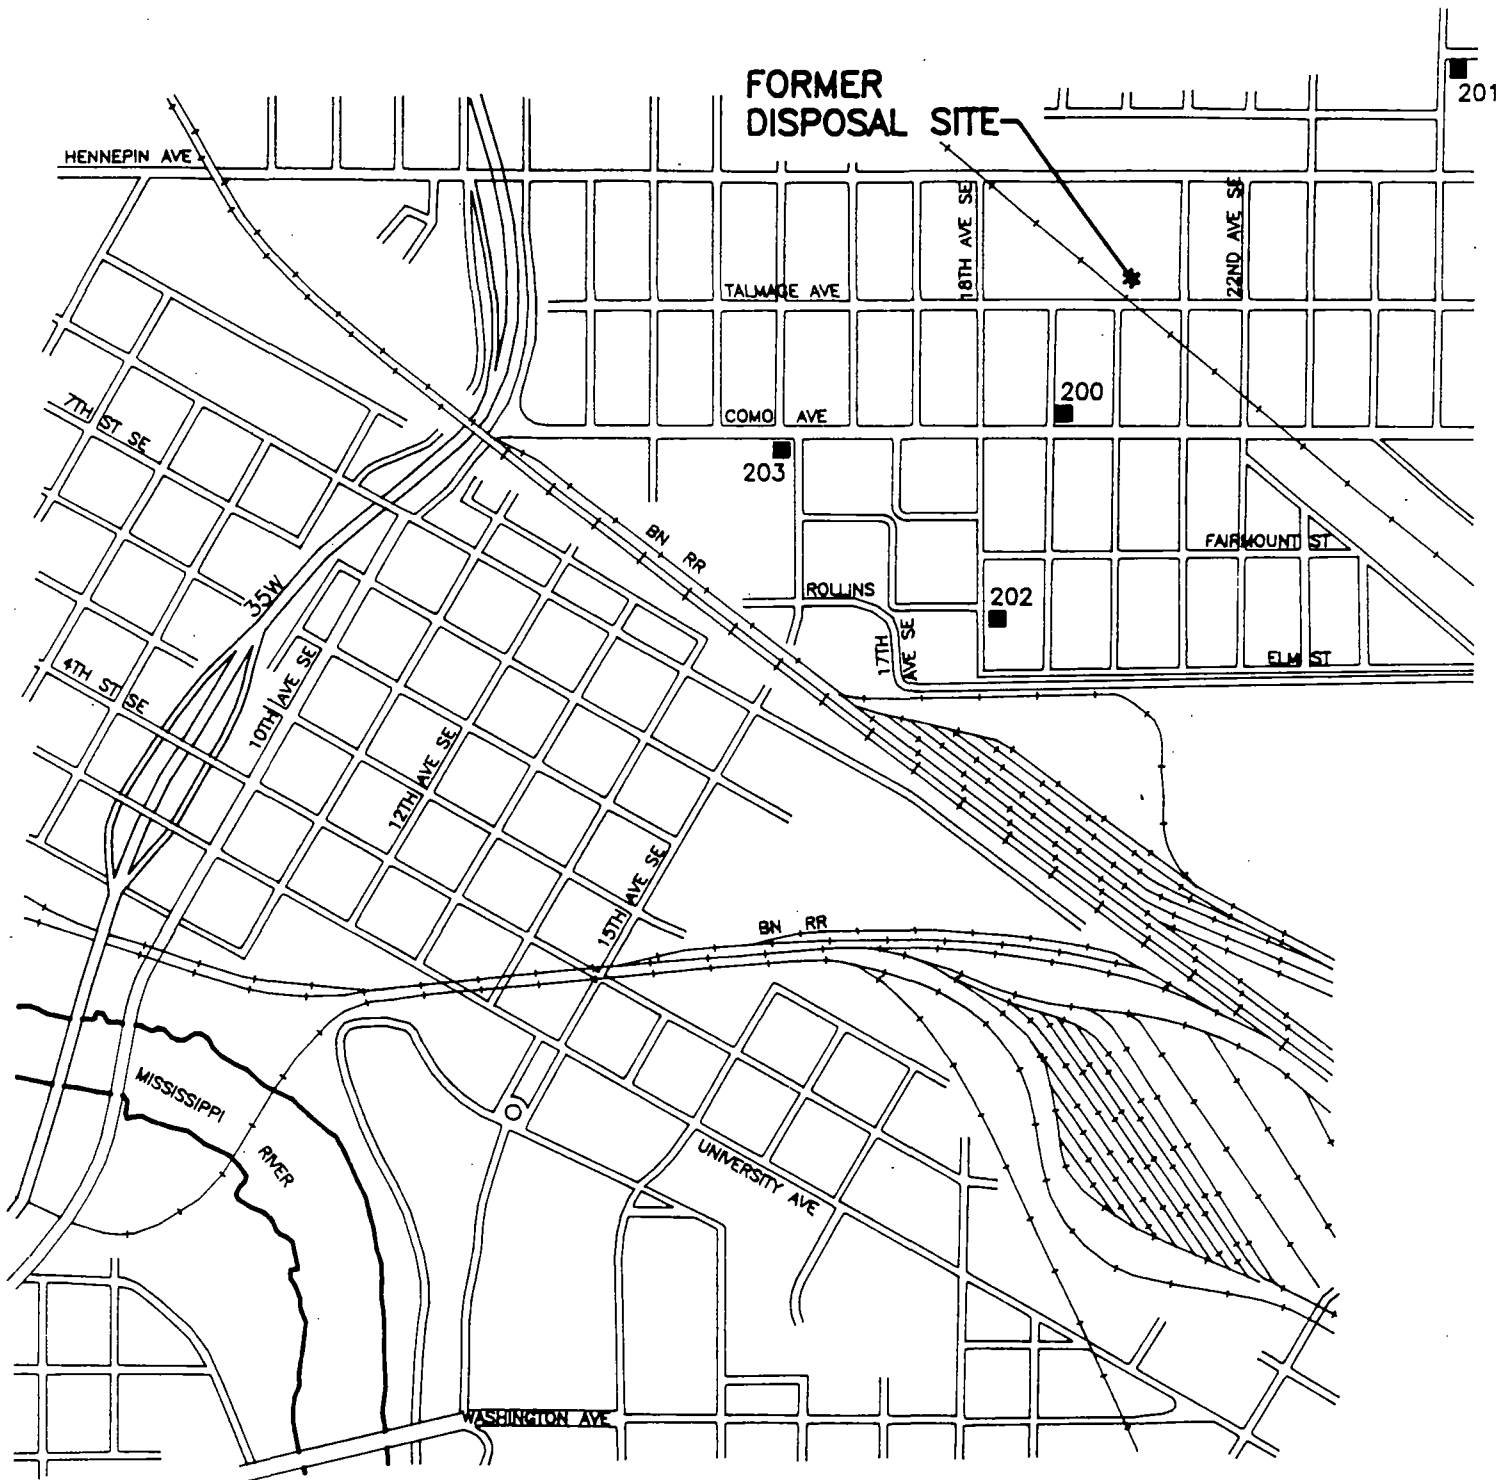 FORMER
DISPOSAL SITE
201
HENNEPIN AVE
18TH AVE SE
22ND AVE SE
TALMAGE AVE
200
COMO AVE
203
7TH ST SE
BN RR
FAIRMOUNT ST
35W
ROLLINS
202
17TH
AVE SE
ELM ST
4TH ST SE
10TH AVE SE
12TH AVE SE
15TH AVE SE
BN RR
MISSISSIPPI
RIVER
UNIVERSITY AVE
WASHINGTON AVE